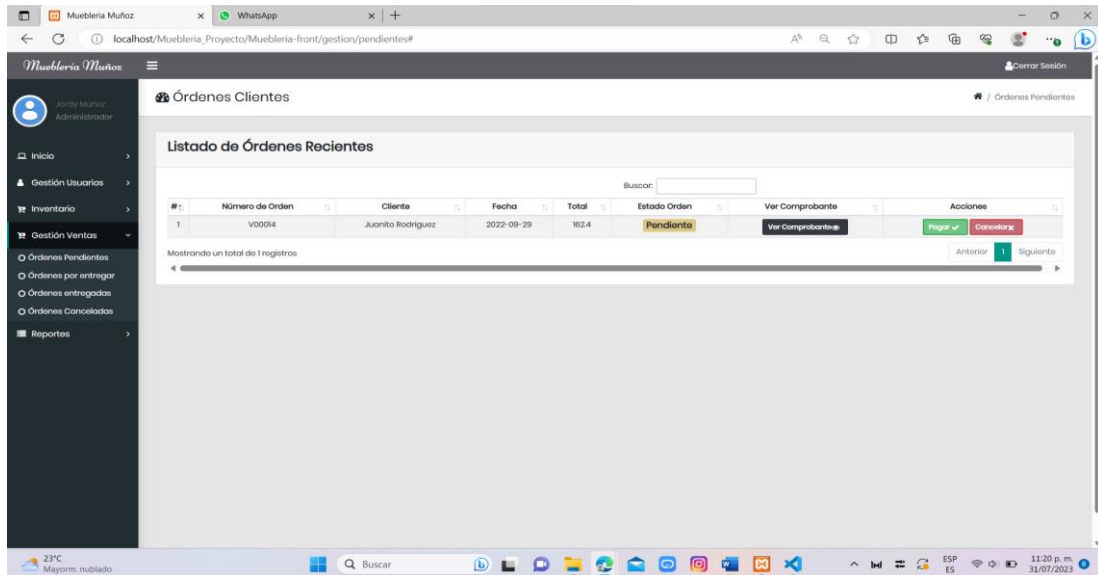 Muebleria Muñoz
WhatsApp
localhost/Muebleria_Proyecto/Muebleria-front/gestion/pendientes#
Muebleria Muñoz
Cerrar Sesión
Jordy Muñoz
Administrador
Órdenes Clientes
/ Órdenes Pendientes
Inicio
Gestión Usuarios
Inventario
Gestión Ventas
Órdenes Pendientes
Órdenes por entregar
Órdenes entregadas
Órdenes Canceladas
Reportes
Listado de Órdenes Recientes
Buscar:
# Número de Orden Cliente Fecha Total Estado Orden Ver Comprobante Acciones
1 V00014 Juanito Rodriguez 2022-09-29 162.4 Pendiente Ver Comprobante Pagar Cancelar
Mostrando un total de 1 registros
Anterior 1 Siguiente
23°C
Mayorm. nublado
Buscar
ESP
ES
11:20 p. m.
31/07/2023